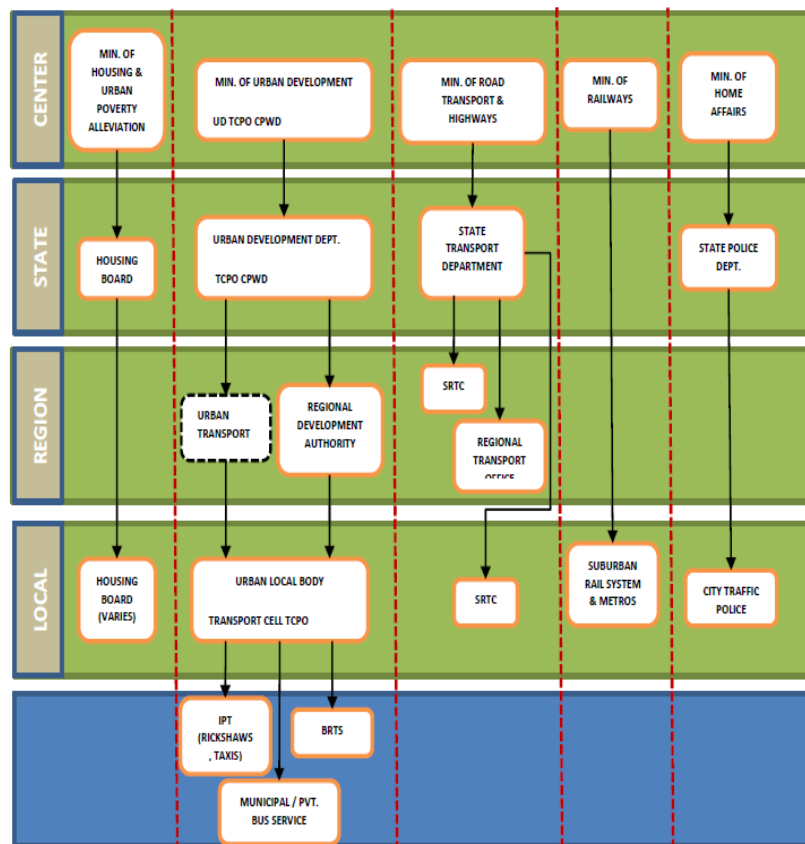 CENTER
MIN. OF
HOUSING &
URBAN
POVERTY
ALLEVIATION
MIN. OF URBAN DEVELOPMENT
UD TCPO CPWD
MIN. OF ROAD
TRANSPORT &
HIGHWAYS
MIN. OF
RAILWAYS
MIN. OF
HOME
AFFAIRS
STATE
HOUSING
BOARD
URBAN DEVELOPMENT DEPT.
TCPO CPWD
STATE
TRANSPORT
DEPARTMENT
STATE POLICE
DEPT.
REGION
URBAN
TRANSPORT
REGIONAL
DEVELOPMENT
AUTHORITY
SRTC
REGIONAL
TRANSPORT
OFFICE
LOCAL
HOUSING
BOARD
(VARIES)
URBAN LOCAL BODY
TRANSPORT CELL TCPO
SRTC
SUBURBAN
RAIL SYSTEM
& METROS
CITY TRAFFIC
POLICE
IPT
(RICKSHAWS
, TAXIS)
BRTS
MUNICIPAL / PVT.
BUS SERVICE